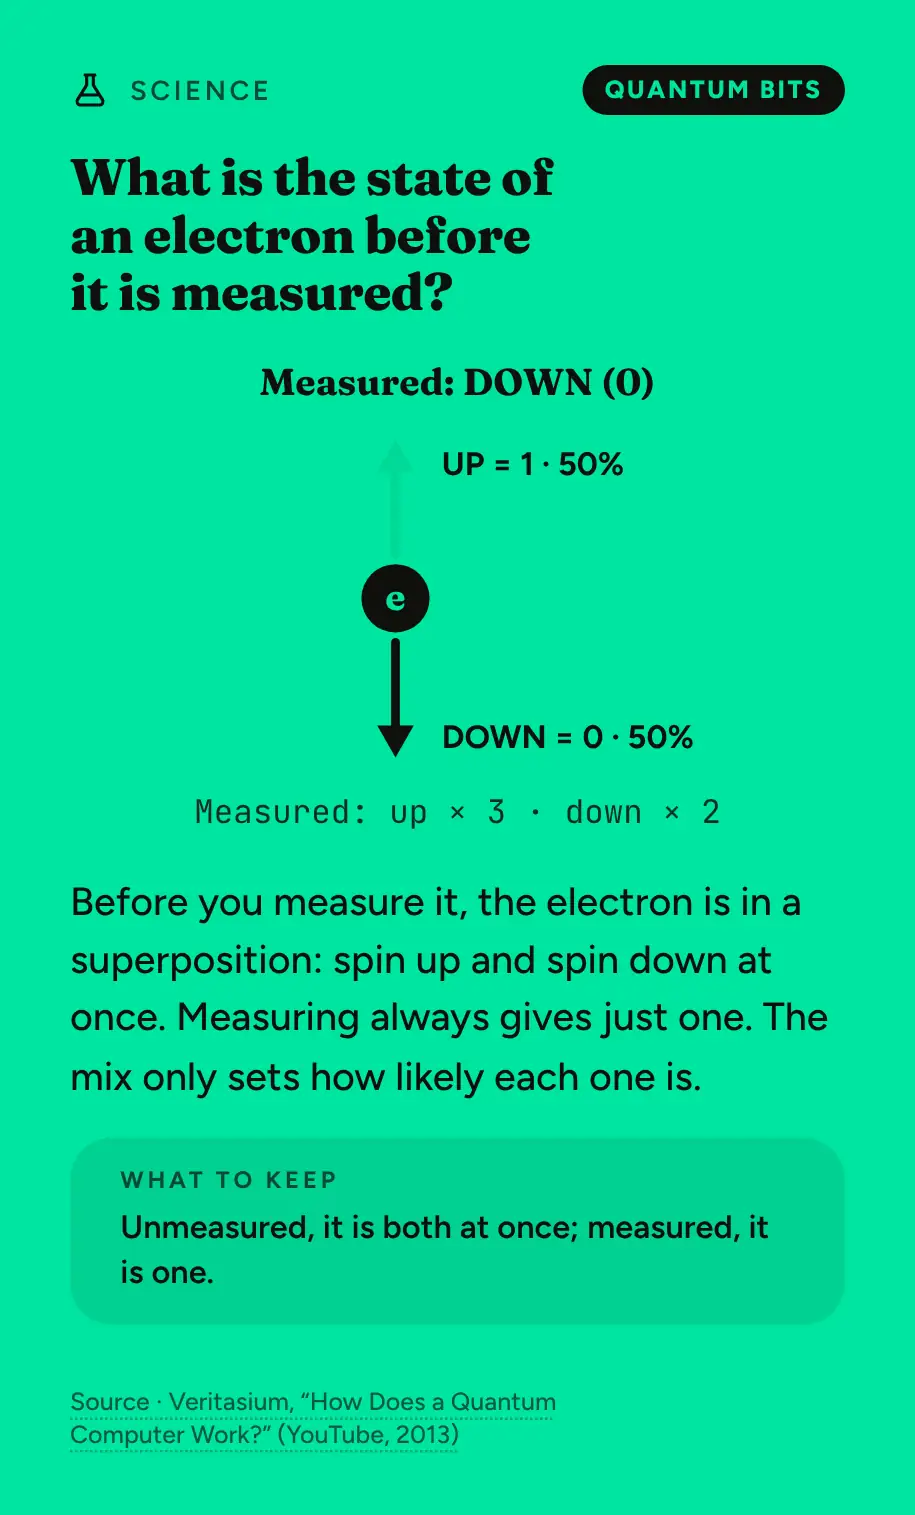 SCIENCE
QUANTUM BITS
What is the state of
an electron before
it is measured?
Measured: DOWN (0)
UP = 1 · 50%
e
DOWN = 0 · 50%
Measured: up × 3 · down × 2
Before you measure it, the electron is in a
superposition: spin up and spin down at
once. Measuring always gives just one. The
mix only sets how likely each one is.
WHAT TO KEEP
Unmeasured, it is both at once; measured, it
is one.
Source · Veritasium, “How Does a Quantum
Computer Work?” (YouTube, 2013)